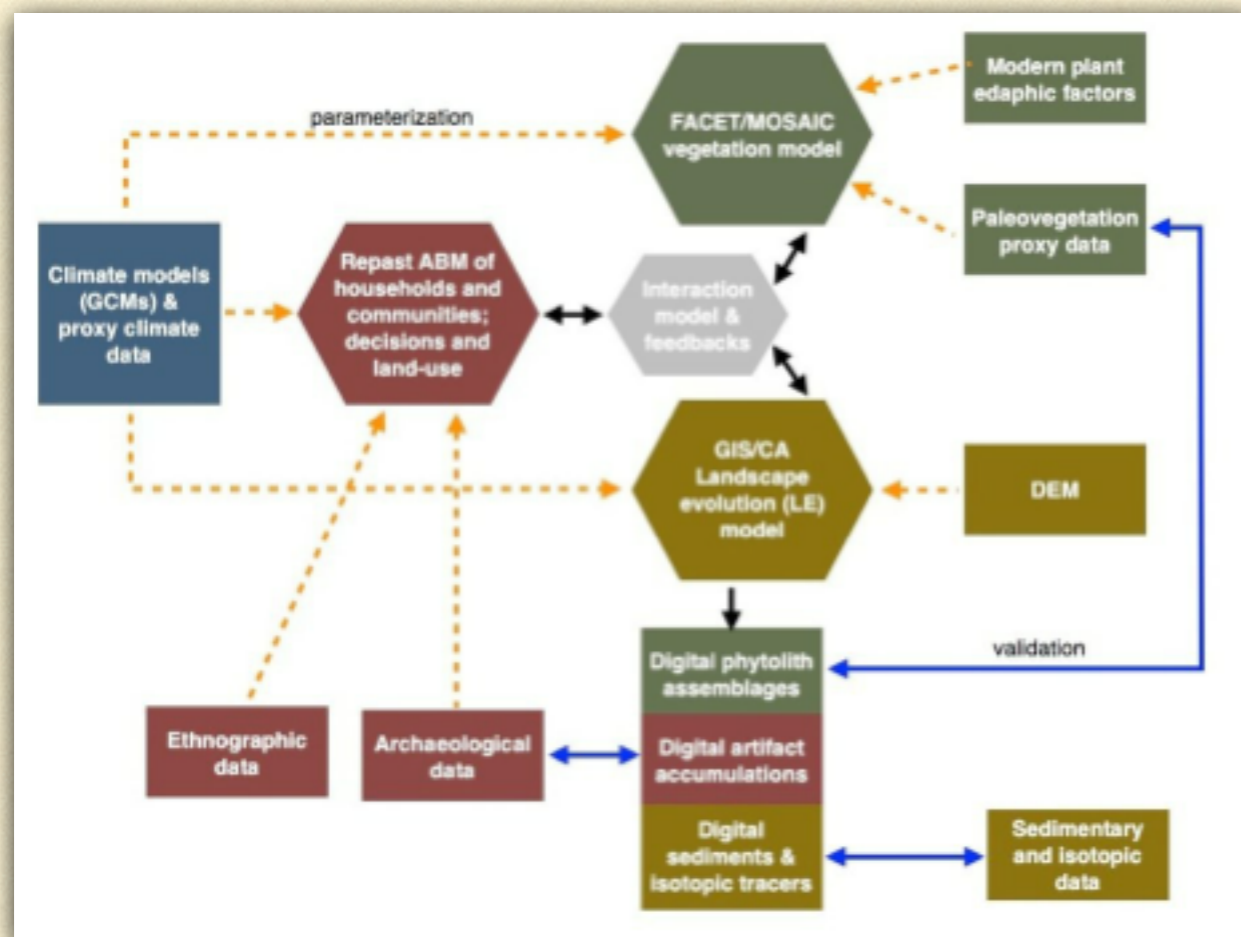 Modern plant
edaphic factors
FACET/MOSAIC
vegetation model
parameterization
Paleovegetation
proxy data
Climate models
(GCMs) &
proxy climate
data
Repast ABM of
households and
communities;
decisions and
land-use
Interaction
model &
feedbacks
GIS/CA
Landscape
evolution (LE)
model
DEM
validation
Digital phytolith
assemblages
Ethnographic
data
Archaeological
data
Digital artifact
accumulations
Digital
sediments &
isotopic tracers
Sedimentary
and isotopic
data